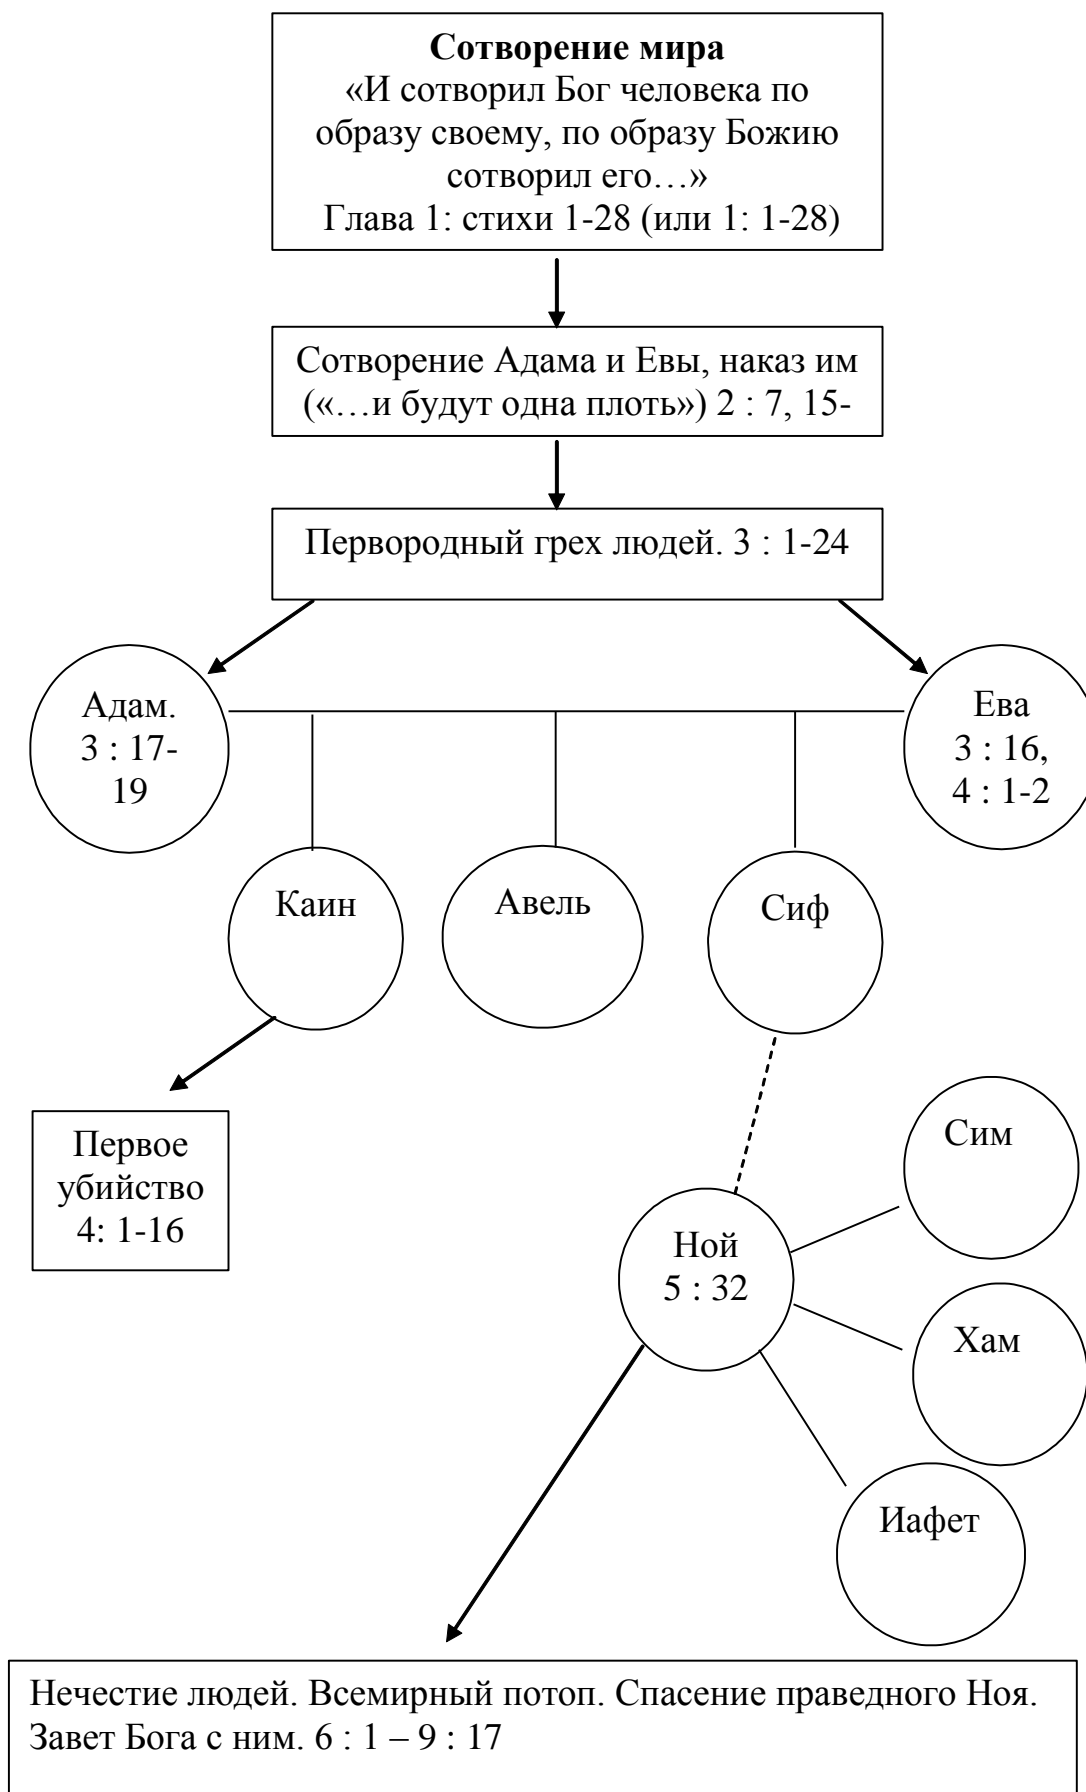 Сотворение мира
«И сотворил Бог человека по
образу своему, по образу Божию
сотворил его…»
Глава 1: стихи 1-28 (или 1: 1-28)
Сотворение Адама и Евы, наказ им
(«…и будут одна плоть») 2 : 7, 15-
Первородный грех людей. 3 : 1-24
Адам.
3 : 17-
19
Ева
3 : 16,
4 : 1-2
Каин
Авель
Сиф
Первое
убийство
4: 1-16
Ной
5 : 32
Сим
Хам
Иафет
Нечестие людей. Всемирный потоп. Спасение праведного Ноя.
Завет Бога с ним. 6 : 1 – 9 : 17